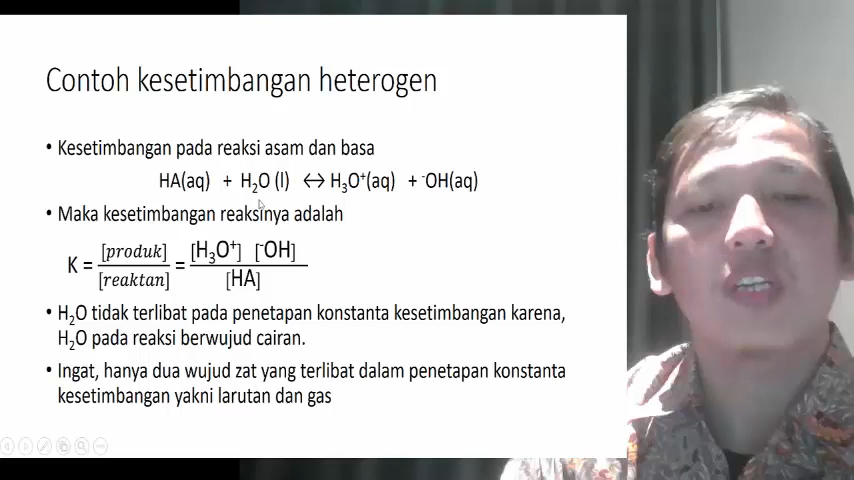 Contoh kesetimbangan heterogen
• Kesetimbangan pada reaksi asam dan basa
HA(aq) + H₂O (l) ↔ H₃O⁺(aq) + ⁻OH(aq)
• Maka kesetimbangan reaksinya adalah
K = [produk]/[reaktan] = [H₃O⁺] [⁻OH]/[HA]
• H₂O tidak terlibat pada penetapan konstanta kesetimbangan karena,
H₂O pada reaksi berwujud cairan.
• Ingat, hanya dua wujud zat yang terlibat dalam penetapan konstanta
kesetimbangan yakni larutan dan gas